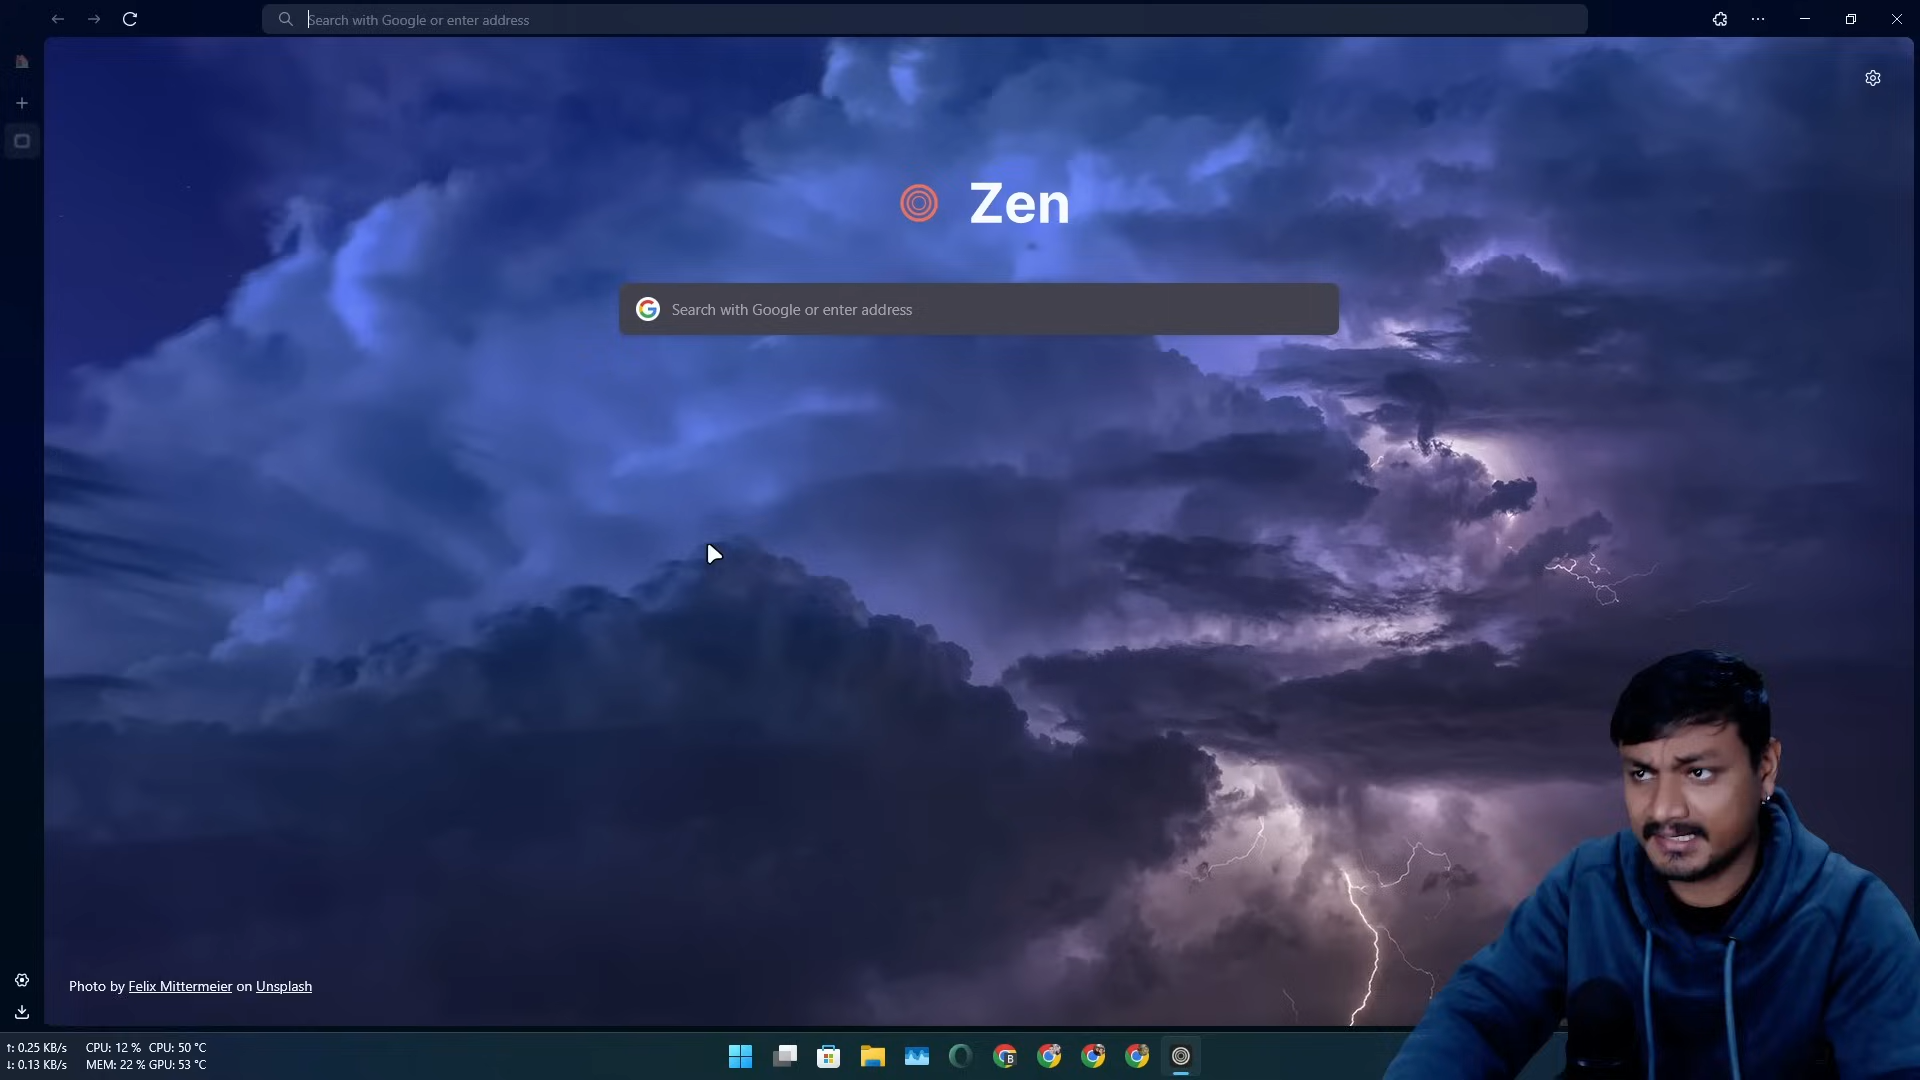 Search with Google or enter address
Zen
Search with Google or enter address
Photo by Felix Mittermeier on Unsplash
↑: 0.25 KB/s CPU: 12 % CPU: 50 °C
↓: 0.13 KB/s MEM: 22 % GPU: 53 °C
B